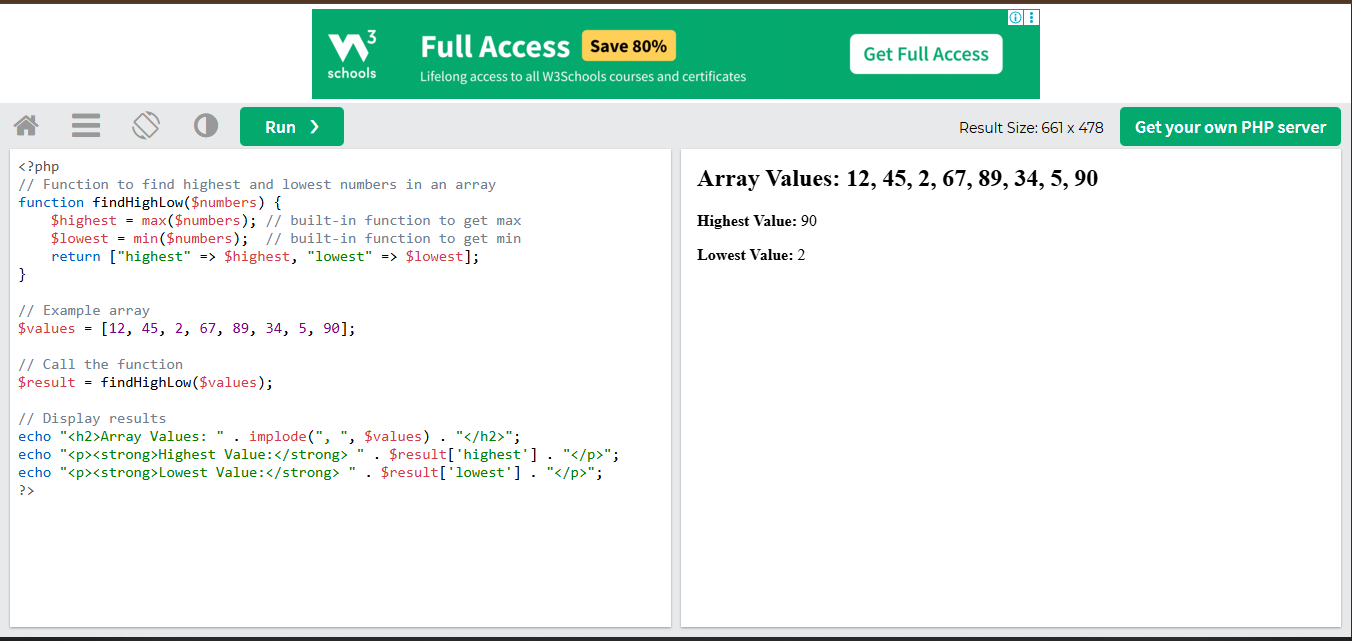 W3 schools
Full Access Save 80%
Lifelong access to all W3Schools courses and certificates
Get Full Access
Run ❯
Result Size: 661 x 478
Get your own PHP server
<?php
// Function to find highest and lowest numbers in an array
function findHighLow($numbers) {
    $highest = max($numbers); // built-in function to get max
    $lowest = min($numbers);  // built-in function to get min
    return ["highest" => $highest, "lowest" => $lowest];
}

// Example array
$values = [12, 45, 2, 67, 89, 34, 5, 90];

// Call the function
$result = findHighLow($values);

// Display results
echo "<h2>Array Values: " . implode(", ", $values) . "</h2>";
echo "<p><strong>Highest Value:</strong> " . $result['highest'] . "</p>";
echo "<p><strong>Lowest Value:</strong> " . $result['lowest'] . "</p>";
?>
Array Values: 12, 45, 2, 67, 89, 34, 5, 90
Highest Value: 90
Lowest Value: 2